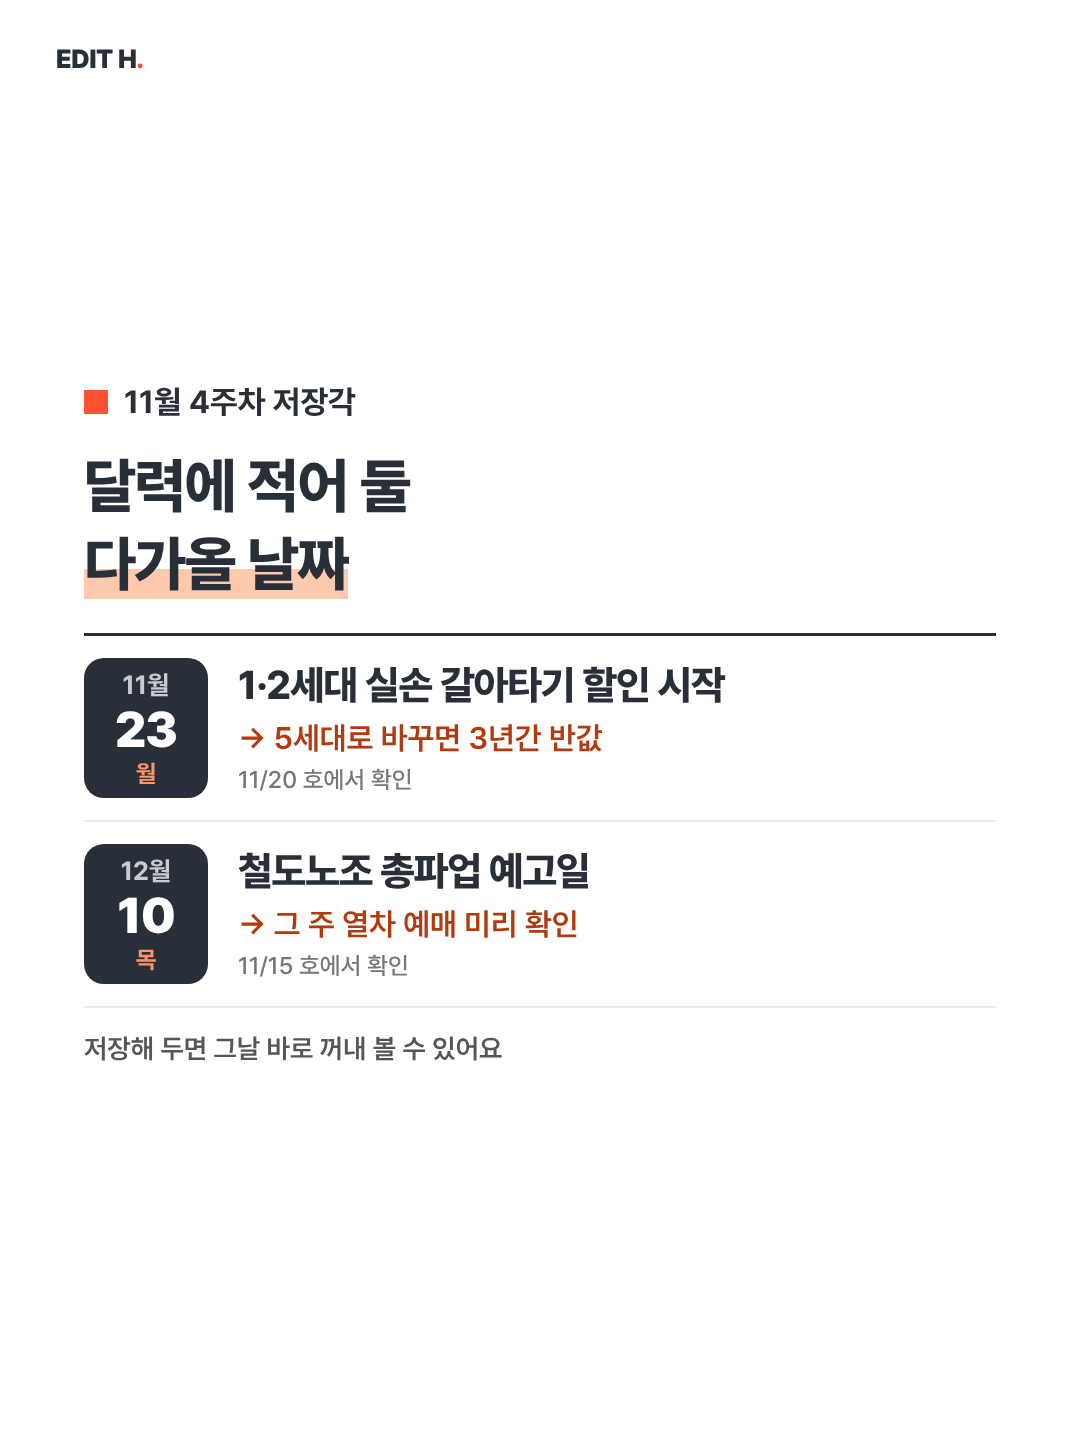 EDIT H.
11월 4주차 저장각
달력에 적어 둘
다가올 날짜
11월
23
월
1·2세대 실손 갈아타기 할인 시작
→ 5세대로 바꾸면 3년간 반값
11/20 호에서 확인
12월
10
목
철도노조 총파업 예고일
→ 그 주 열차 예매 미리 확인
11/15 호에서 확인
저장해 두면 그날 바로 꺼내 볼 수 있어요